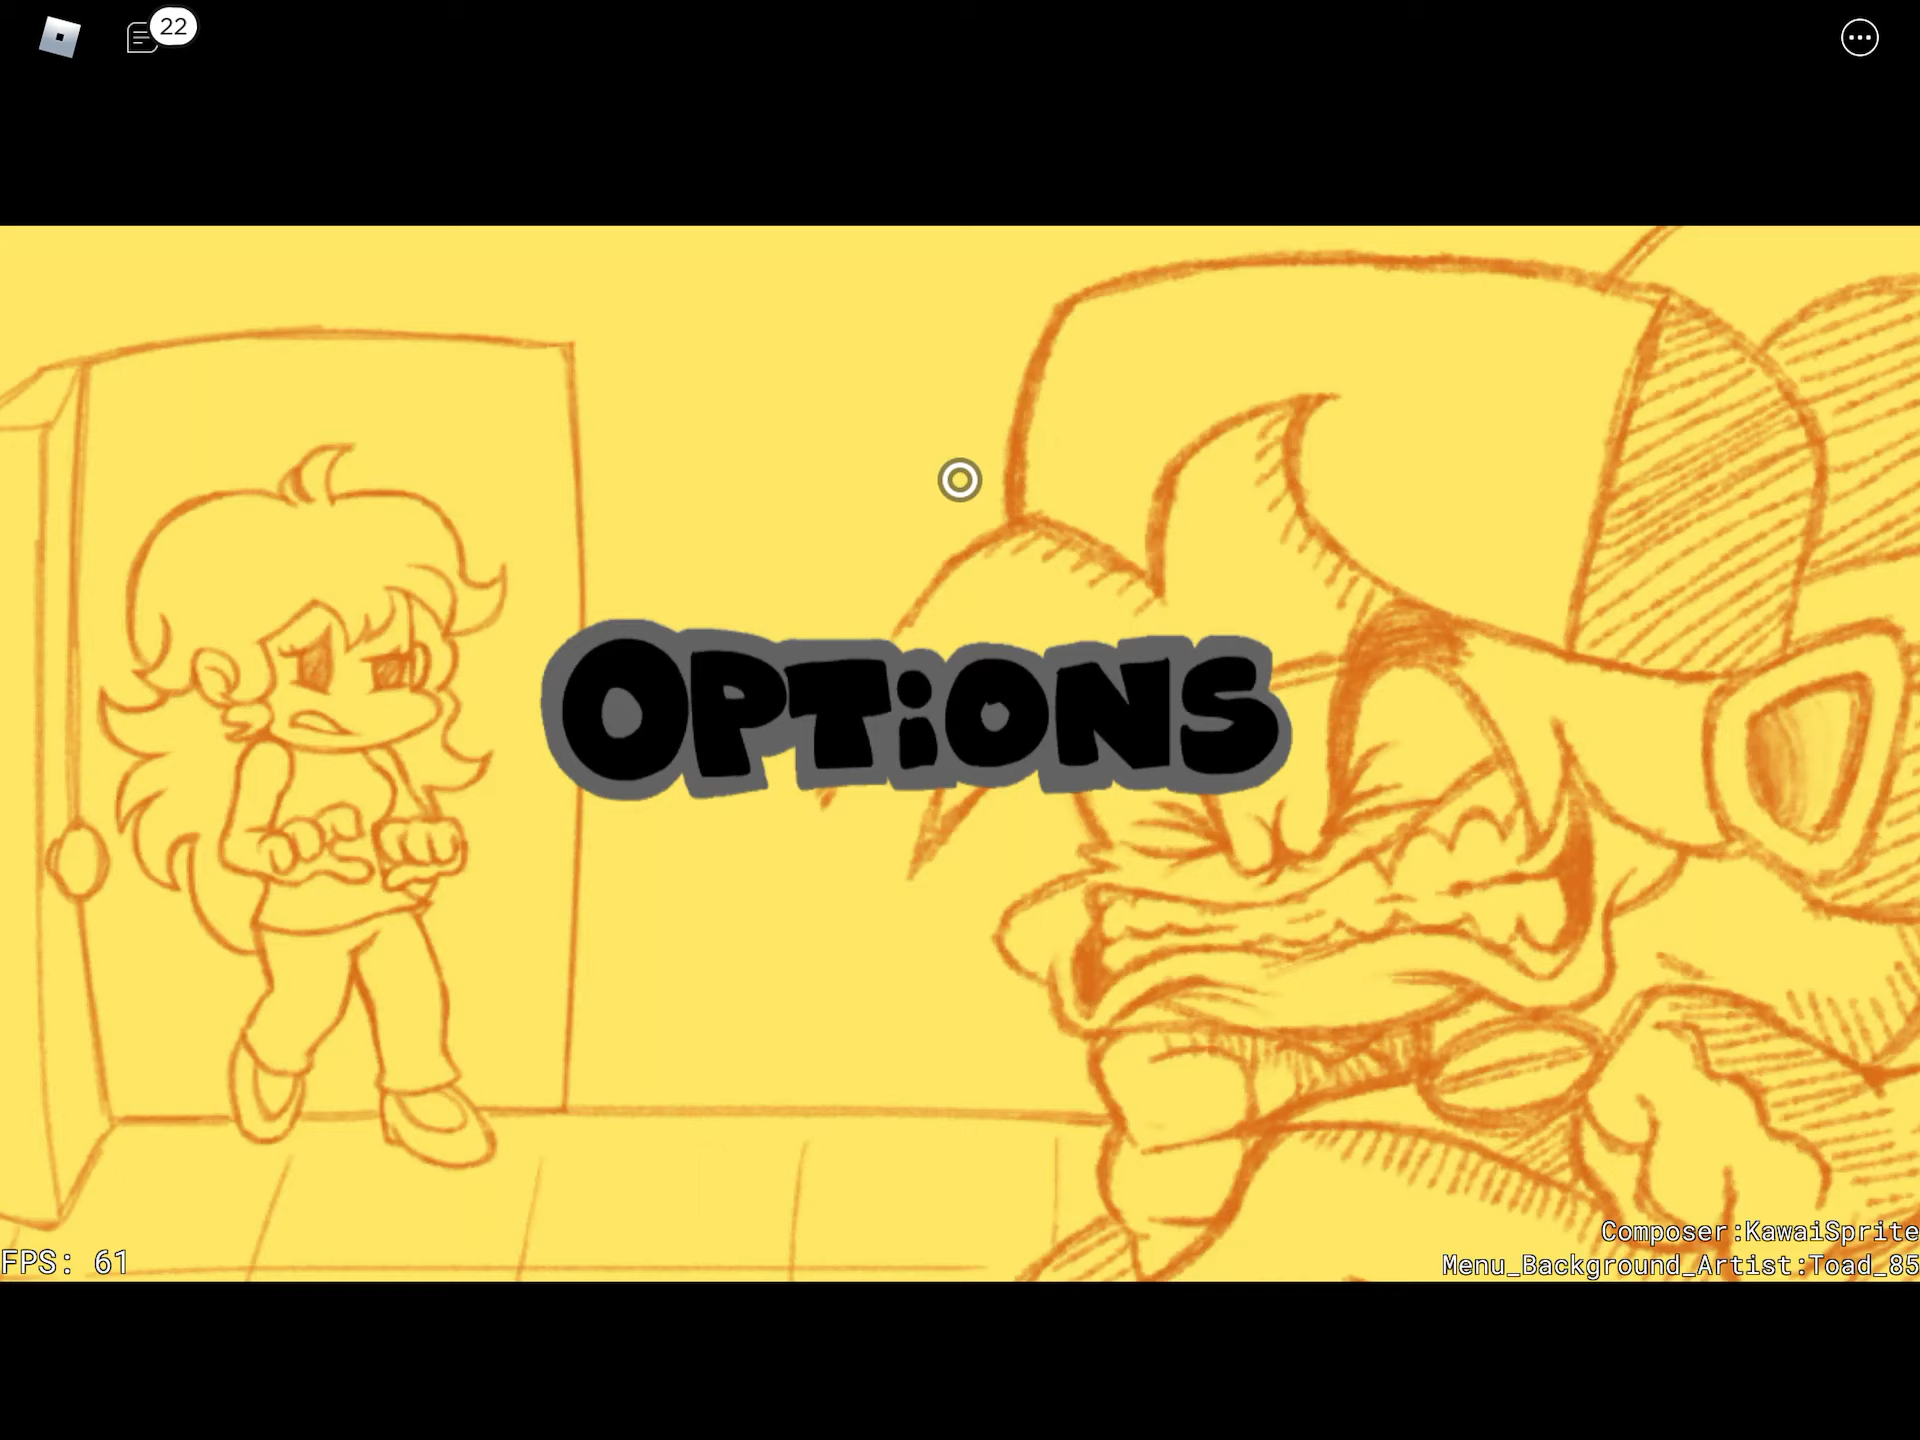 22
OPTiONS
Composer:KawaiSprite
FPS: 61
Menu_Background_Artist:Toad_85